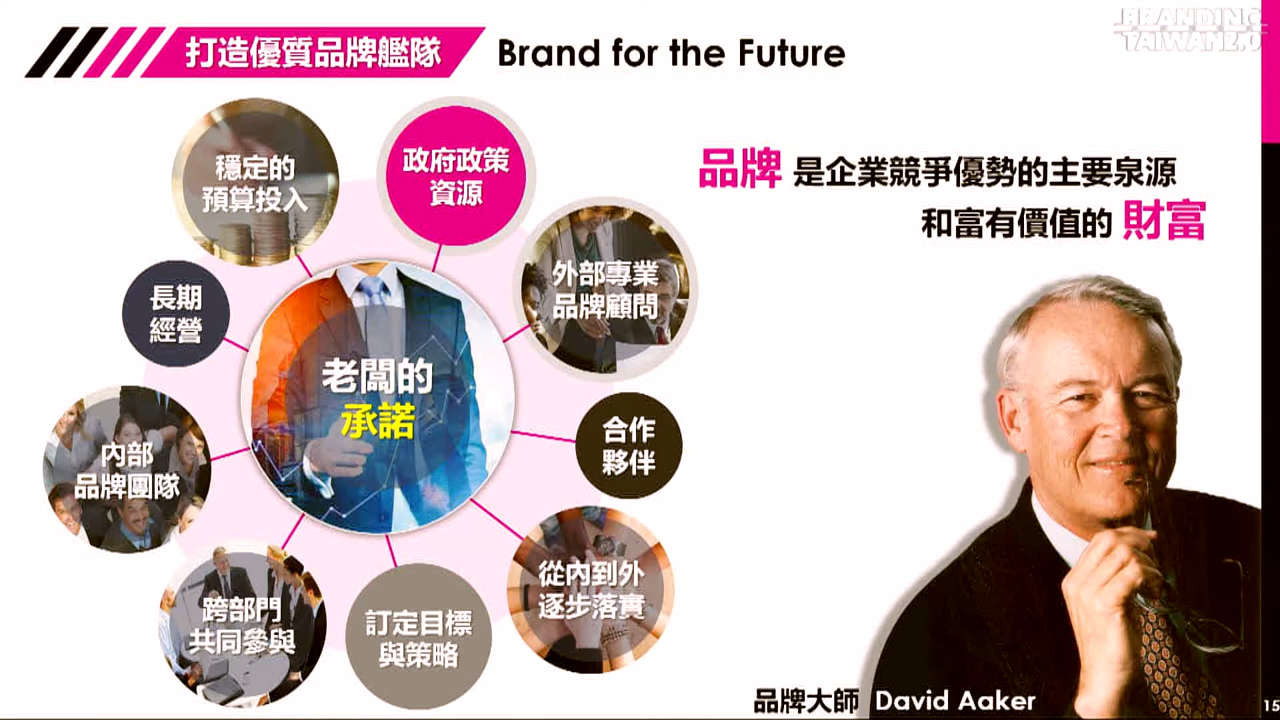 打造優質品牌艦隊 Brand for the Future
BRANDING
TAIWAN2.0
穩定的
預算投入
政府政策
資源
外部專業
品牌顧問
合作
夥伴
從內到外
逐步落實
訂定目標
與策略
跨部門
共同參與
內部
品牌團隊
長期
經營
老闆的
承諾
品牌 是企業競爭優勢的主要泉源
和富有價值的 財富
品牌大師 David Aaker
15